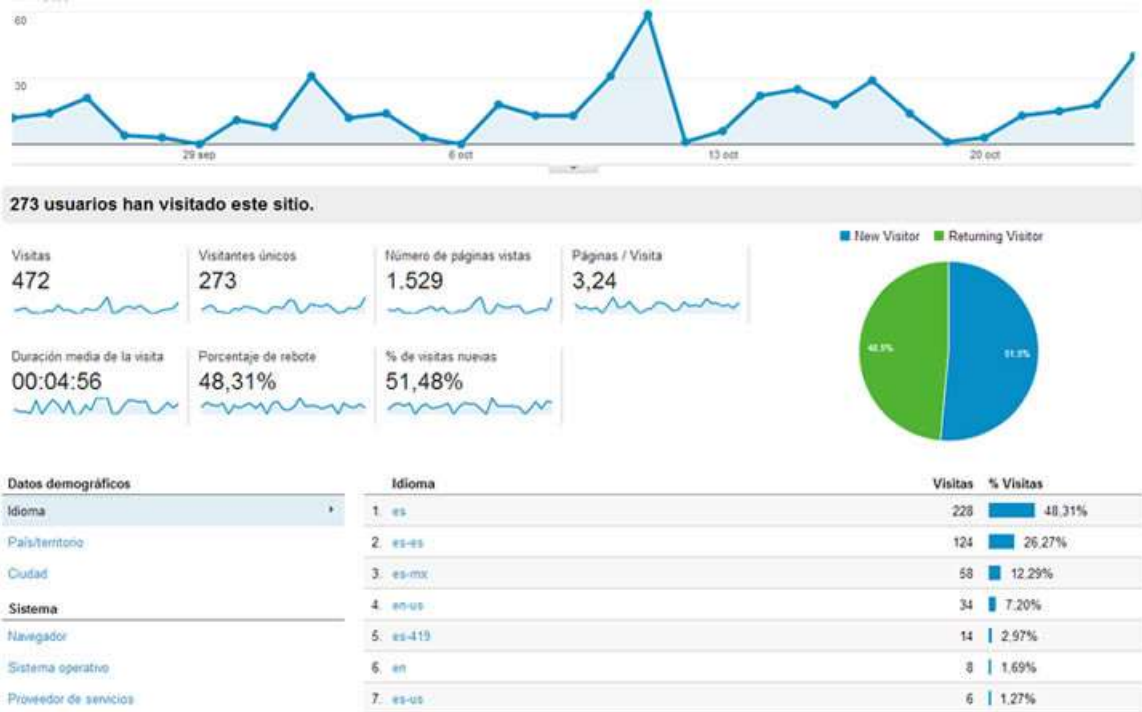 60
30
29 sep 6 oct 13 oct 20 oct
273 usuarios han visitado este sitio.
New Visitor Returning Visitor
Visitas Visitantes únicos Número de páginas vistas Páginas / Visita
472 273 1.529 3,24
Duración media de la visita Porcentaje de rebote % de visitas nuevas
00:04:56 48,31% 51,48%
48.5% 51.5%
Datos demográficos Idioma Visitas % Visitas
Idioma 1. es 228 48,31%
País/territorio 2. es-es 124 26,27%
Ciudad 3. es-mx 58 12,29%
Sistema 4. en-us 34 7,20%
Navegador 5. es-419 14 2,97%
Sistema operativo 6. en 8 1,69%
Proveedor de servicios 7. es-us 6 1,27%